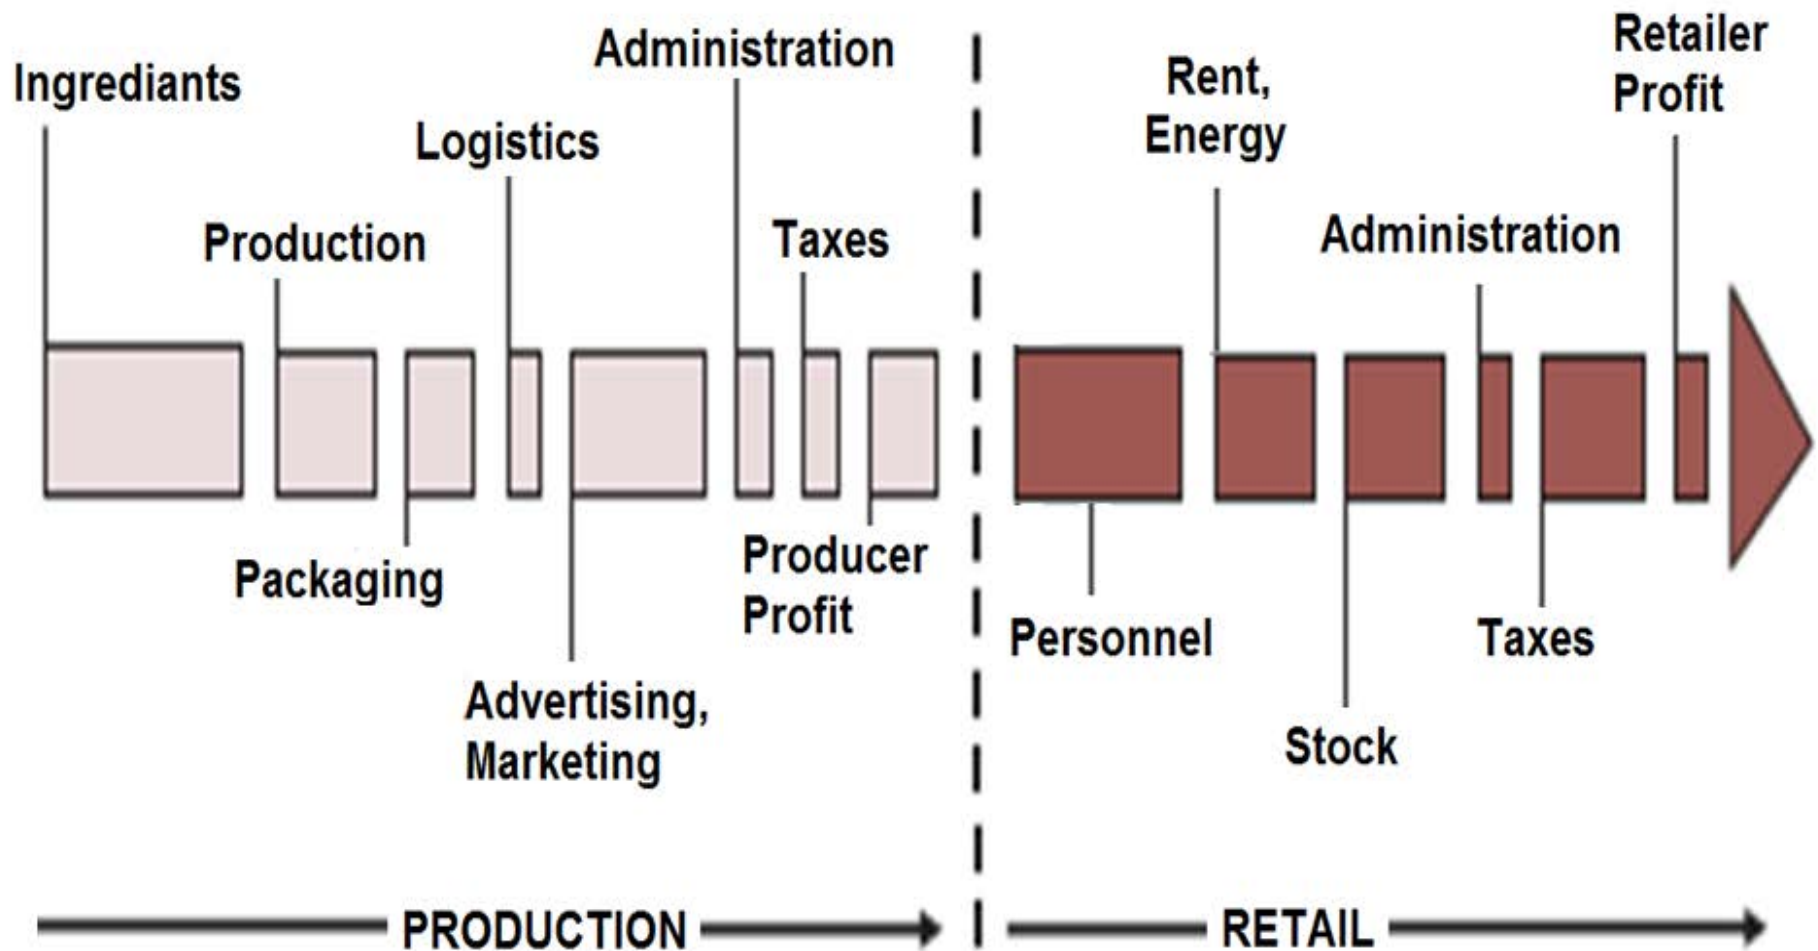 Ingrediants
Production
Packaging
Logistics
Advertising,
Marketing
Administration
Taxes
Producer
Profit
Personnel
Rent,
Energy
Stock
Administration
Taxes
Retailer
Profit
PRODUCTION
RETAIL